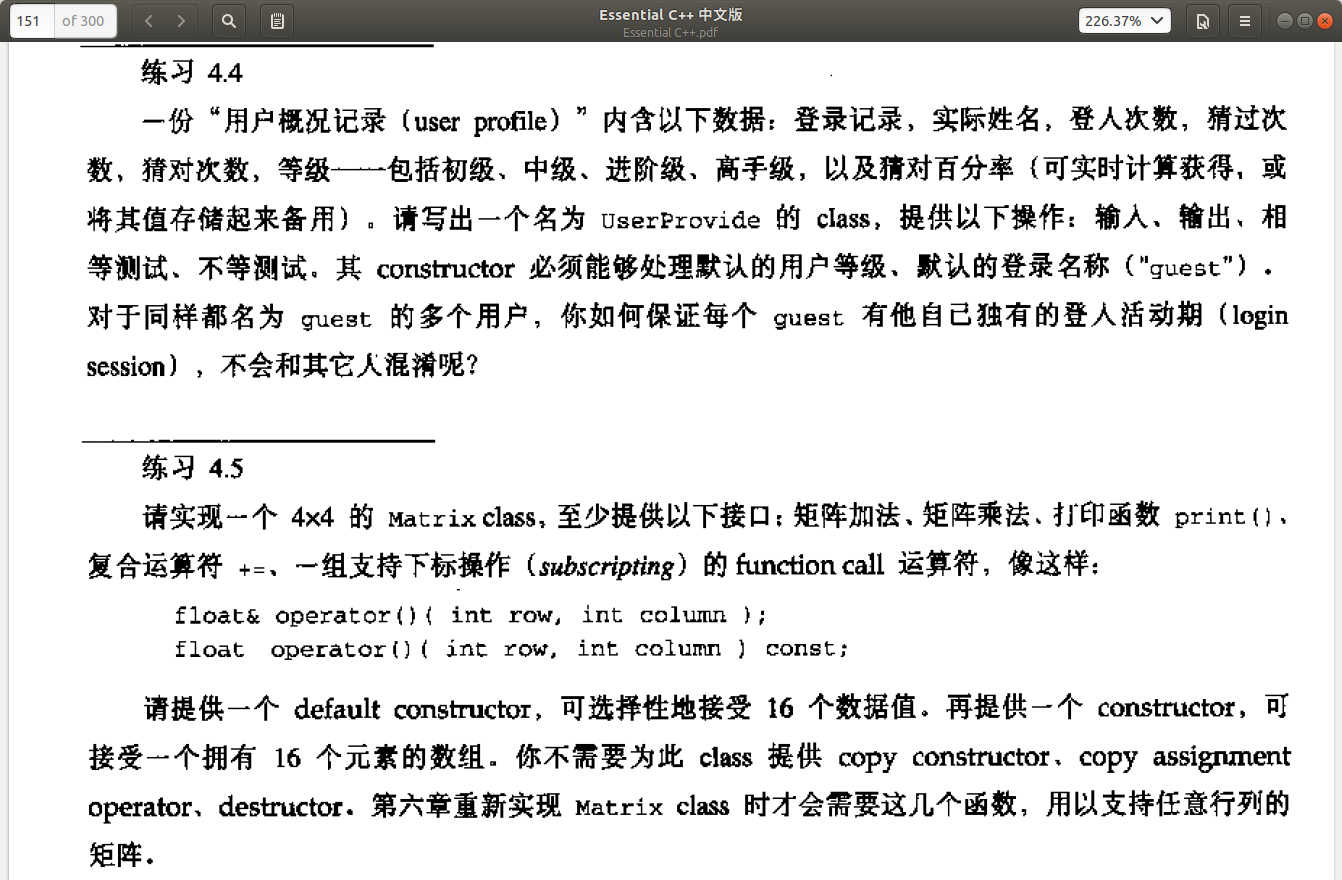 151 of 300
Essential C++ 中文版
Essential C++.pdf
226.37%
练习 4.4
一份“用户概况记录（user profile）”内含以下数据：登录记录，实际姓名，登入次数，猜过次
数，猜对次数，等级——包括初级、中级、进阶级、高手级，以及猜对百分率（可实时计算获得，或
将其值存储起来备用）。请写出一个名为 UserProvide 的 class，提供以下操作：输入、输出、相
等测试、不等测试。其 constructor 必须能够处理默认的用户等级、默认的登录名称（"guest"）。
对于同样都名为 guest 的多个用户，你如何保证每个 guest 有他自己独有的登入活动期（login
session），不会和其它人混淆呢？
练习 4.5
请实现一个 4×4 的 Matrix class，至少提供以下接口：矩阵加法、矩阵乘法、打印函数 print()、
复合运算符 +=、一组支持下标操作（subscripting）的 function call 运算符，像这样：
float& operator()( int row, int column );
float operator()( int row, int column ) const;
请提供一个 default constructor，可选择性地接受 16 个数据值。再提供一个 constructor，可
接受一个拥有 16 个元素的数组。你不需要为此 class 提供 copy constructor、copy assignment
operator、destructor。第六章重新实现 Matrix class 时才会需要这几个函数，用以支持任意行列的
矩阵。